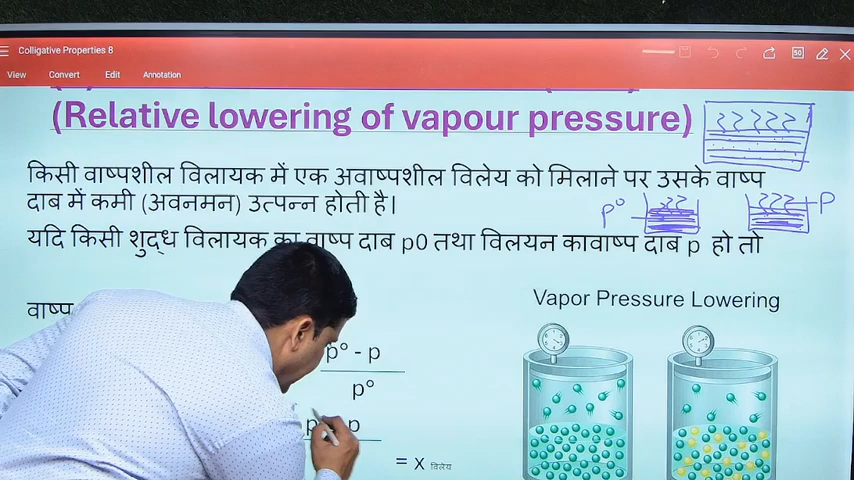 Colligative Properties 8
50
View Convert Edit Annotation
(Relative lowering of vapour pressure)
किसी वाष्पशील विलायक में एक अवाष्पशील विलेय को मिलाने पर उसके वाष्प
दाब में कमी (अवनमन) उत्पन्न होती है।
p° P
यदि किसी शुद्ध विलायक का वाष्प दाब p0 तथा विलयन कावाष्प दाब p हो तो
Vapor Pressure Lowering
वाष्प
p° - p
p°
p
= x विलेय